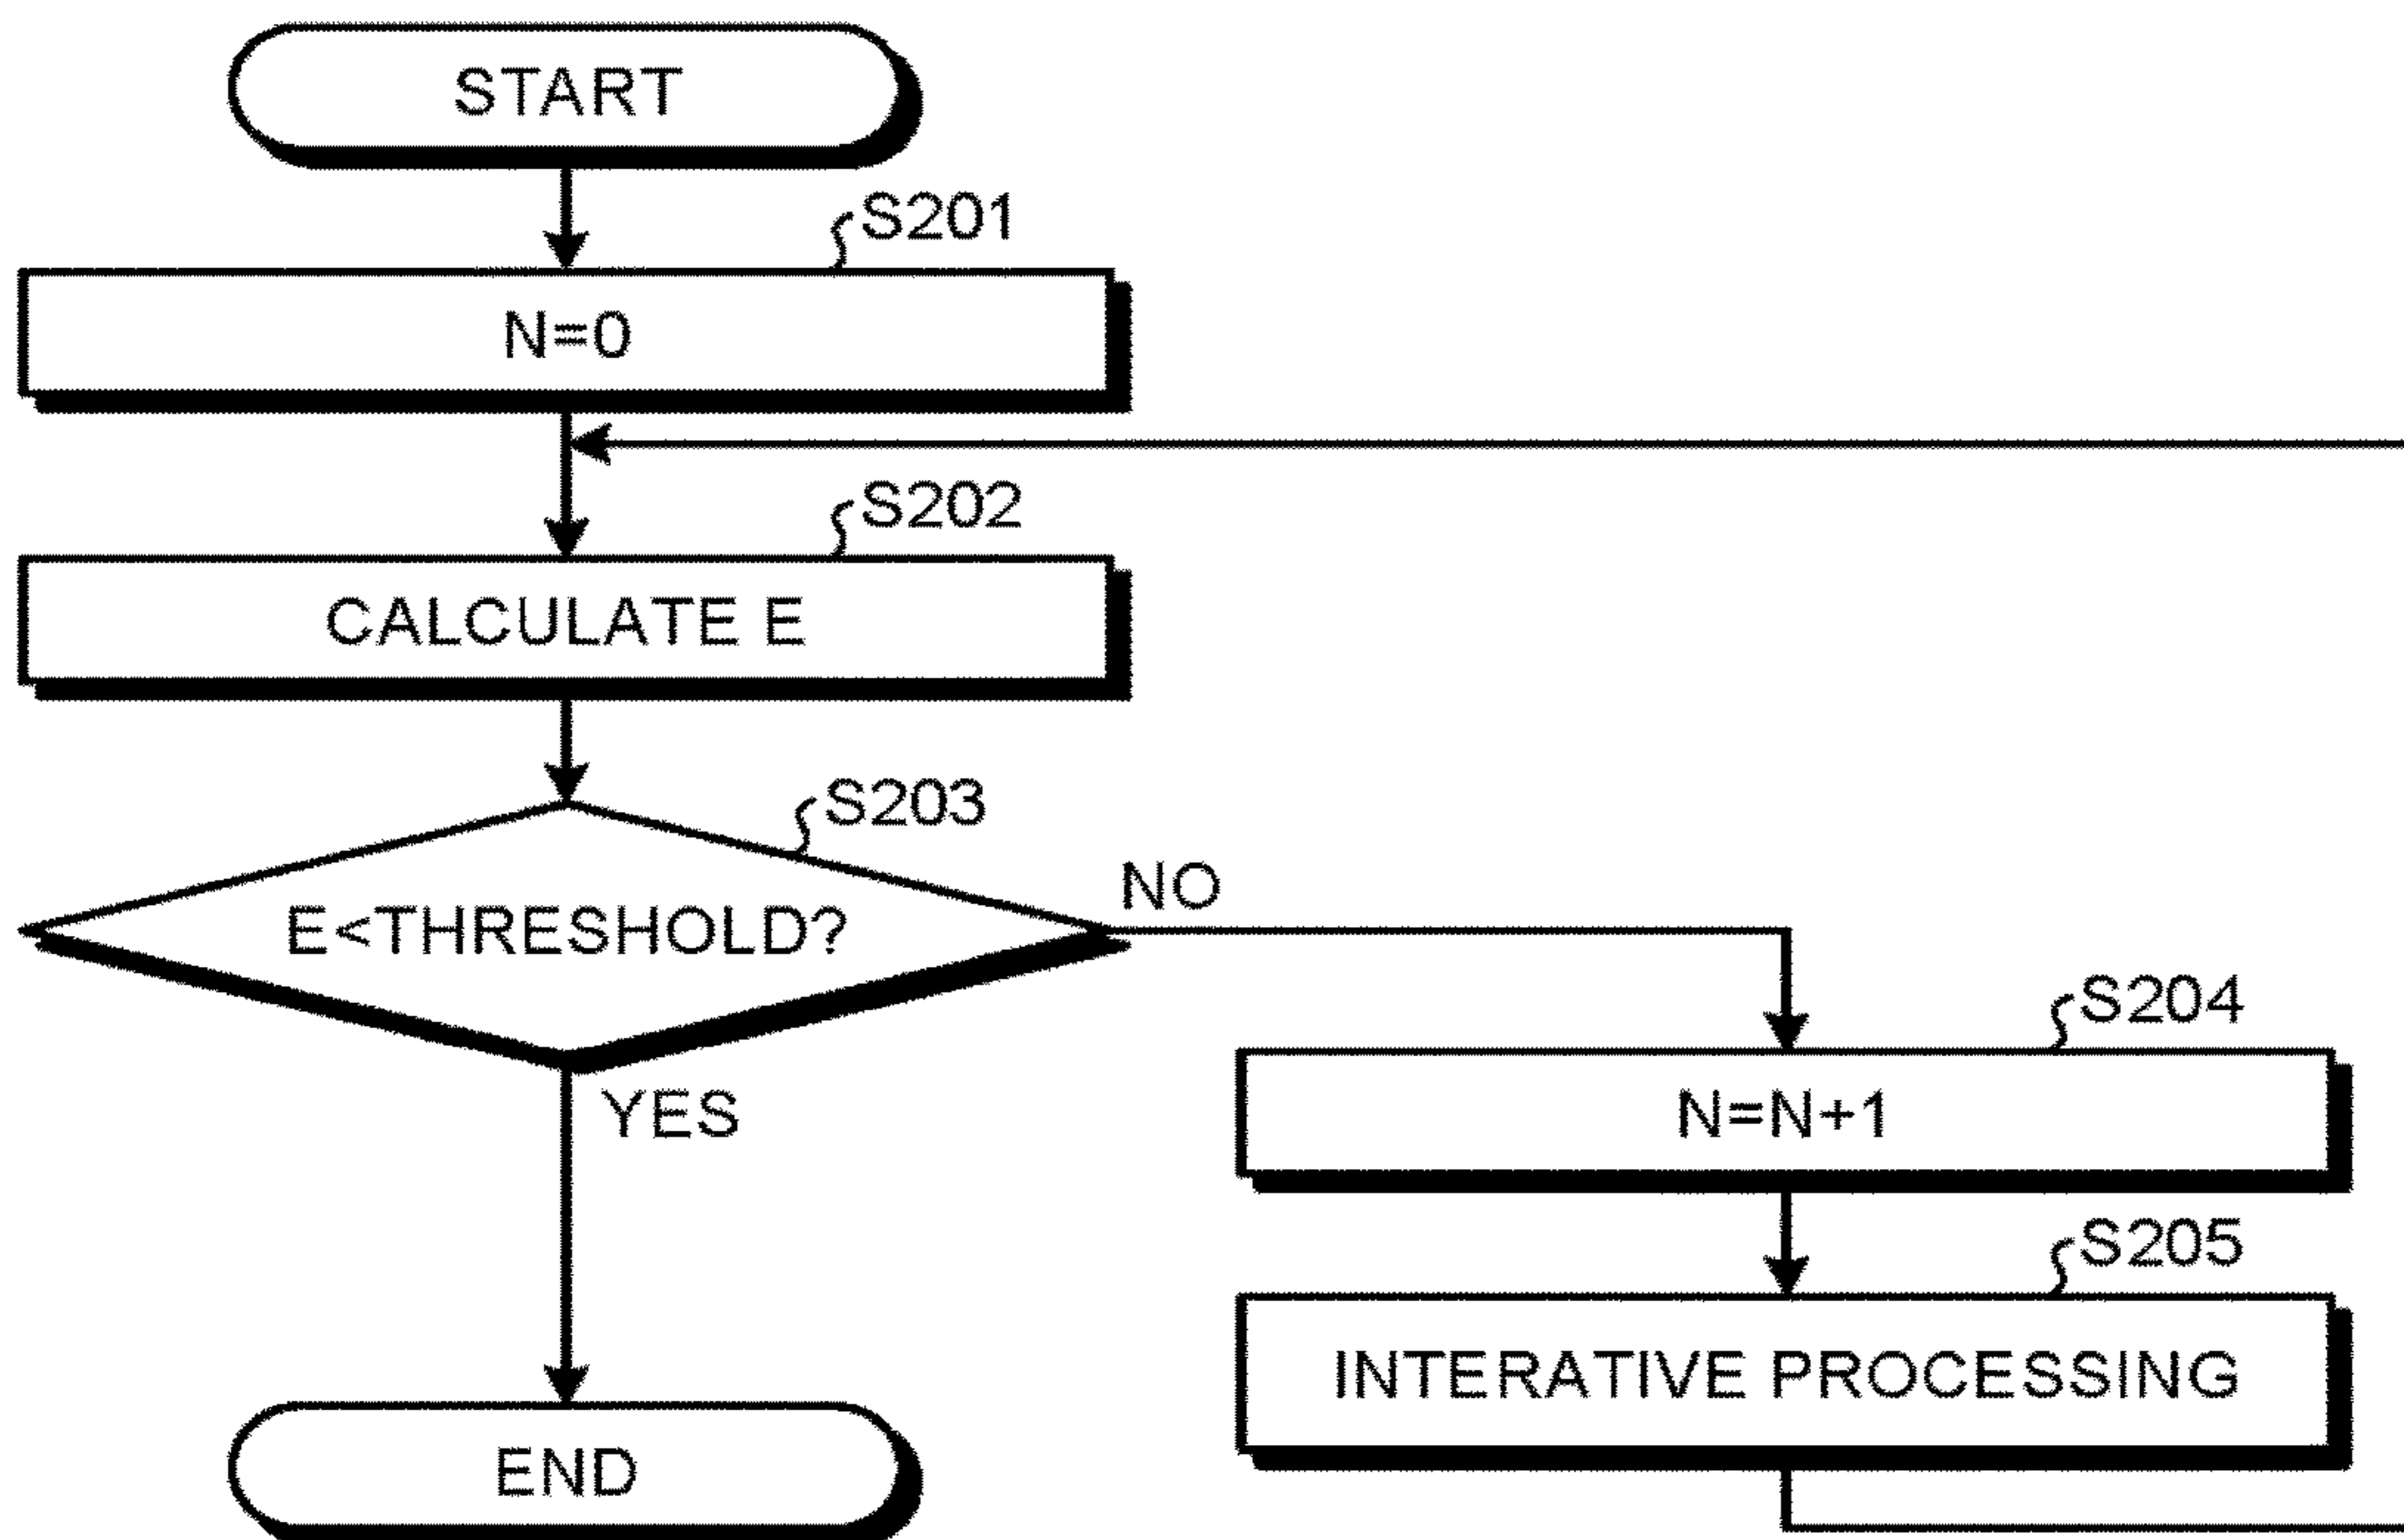 START
S201
N=0
S202
CALCULATE E
S203
E<THRESHOLD?
NO
YES
S204
N=N+1
S205
INTERATIVE PROCESSING
END